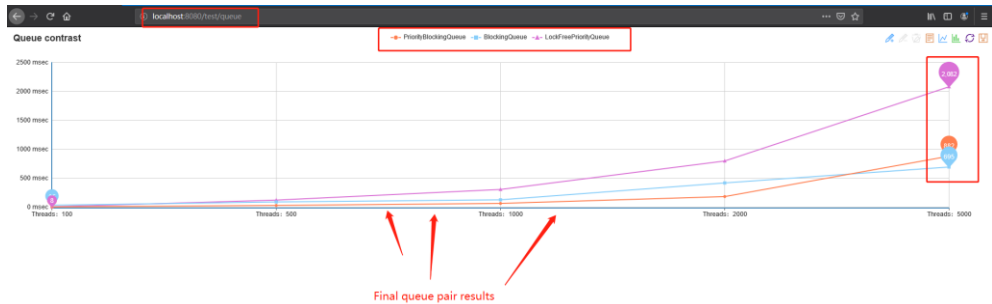 localhost:8080/test/queue
Queue contrast
PriorityBlockingQueue BlockingQueue LockFreePriorityQueue
2500 msec
2,082
2000 msec
1500 msec
1000 msec
500 msec
0 msec
Threads: 100 Threads: 500 Threads: 1000 Threads: 2000 Threads: 5000
Final queue pair results